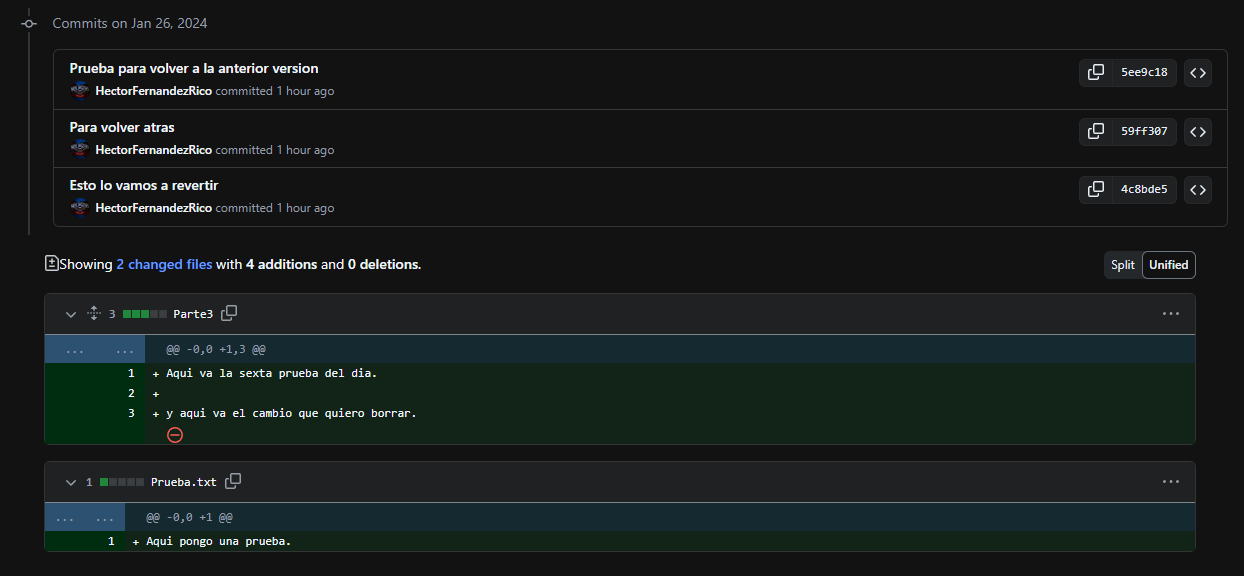 Commits on Jan 26, 2024
Prueba para volver a la anterior version
5ee9c18
HectorFernandezRico committed 1 hour ago
Para volver atras
59ff307
HectorFernandezRico committed 1 hour ago
Esto lo vamos a revertir
4c8bde5
HectorFernandezRico committed 1 hour ago
Showing 2 changed files with 4 additions and 0 deletions.
Split Unified
3 Parte3 ...
... ... @@ -0,0 +1,3 @@
1 + Aqui va la sexta prueba del dia.
2 +
3 + y aqui va el cambio que quiero borrar.
1 Prueba.txt ...
... ... @@ -0,0 +1 @@
1 + Aqui pongo una prueba.